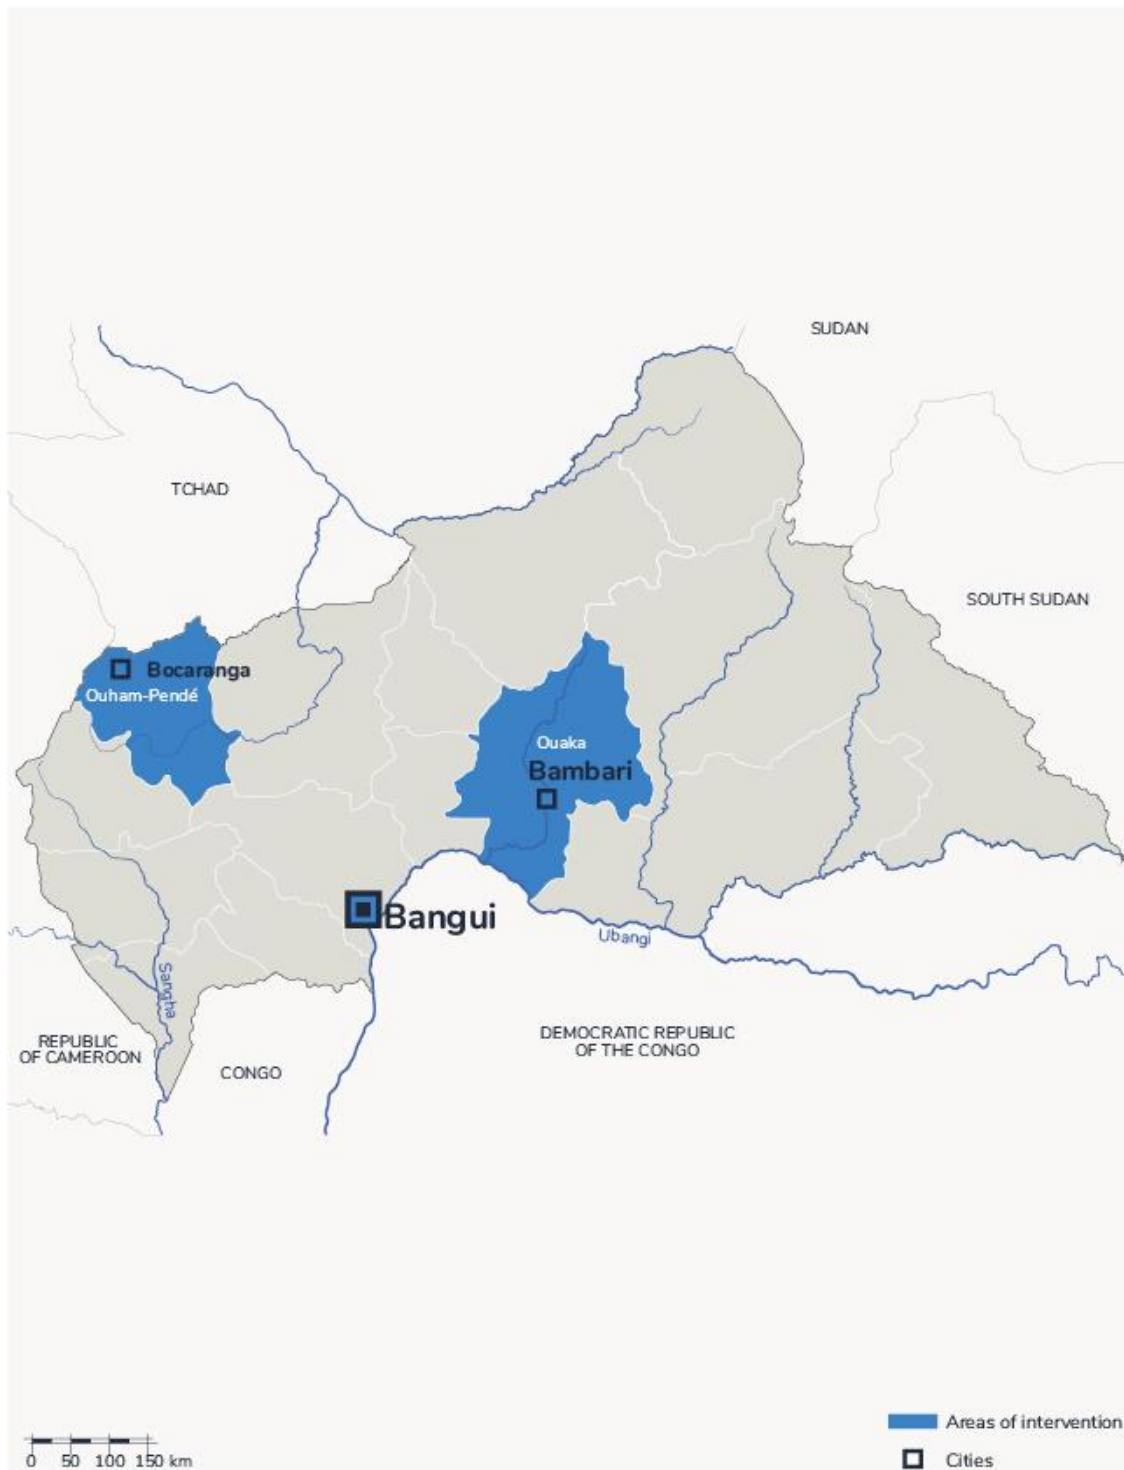 SUDAN
TCHAD
SOUTH SUDAN
Bocaranga
Ouham-Pendé
Ouaka
Bambari
Bangui
Ubangi
Sangha
REPUBLIC
OF CAMEROON
DEMOCRATIC REPUBLIC
OF THE CONGO
CONGO
Areas of intervention
0 50 100 150 km
Cities